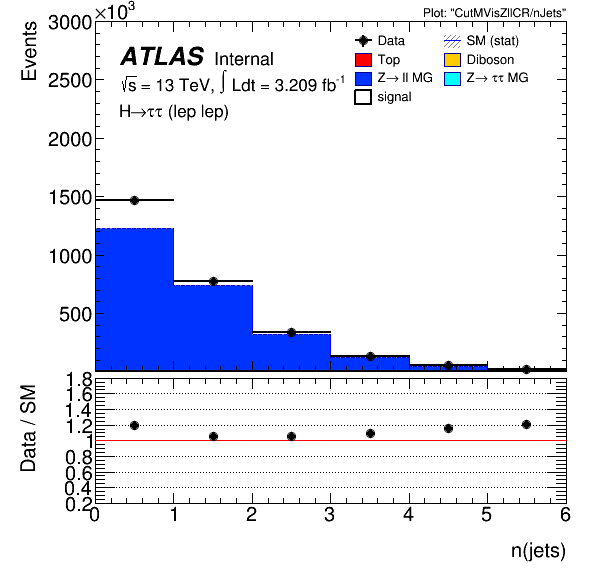 Plot: "CutMVisZllCR/nJets"
×10³
Events
3000
2500
2000
1500
1000
500
ATLAS Internal
√s = 13 TeV, ∫ Ldt = 3.209 fb⁻¹
H→ττ (lep lep)
Data
SM (stat)
Top
Diboson
Z→ ll MG
Z→ ττ MG
signal
Data / SM
1.8
1.6
1.4
1.2
1
0.8
0.6
0.4
0.2
0 1 2 3 4 5 6
n(jets)